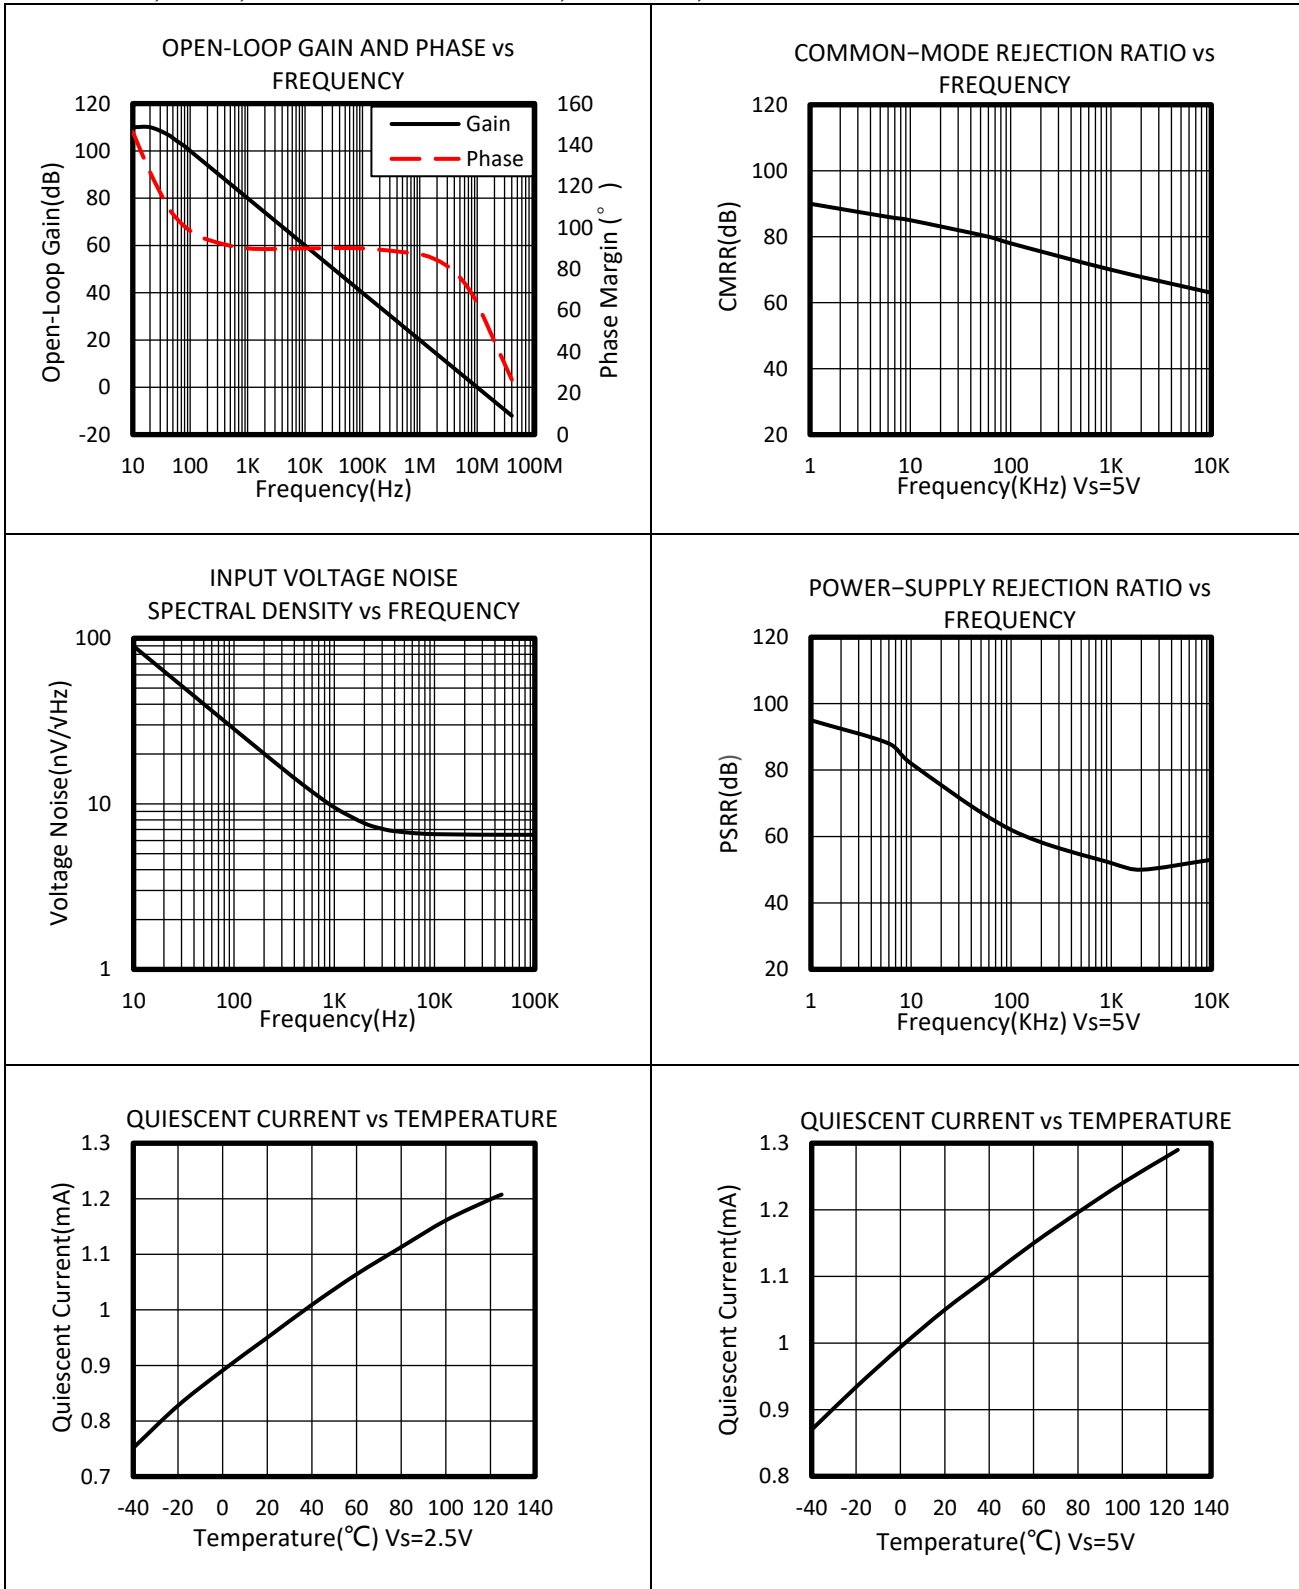 OPEN-LOOP GAIN AND PHASE vs
FREQUENCY
120
100
80
60
40
20
0
-20
Open-Loop Gain(dB)
Gain
Phase
160
140
120
100
80
60
40
20
0
Phase Margin (°)
10 100 1K 10K 100K 1M 10M 100M
Frequency(Hz)
COMMON−MODE REJECTION RATIO vs
FREQUENCY
120
100
80
60
40
20
CMRR(dB)
1 10 100 1K 10K
Frequency(KHz) Vs=5V
INPUT VOLTAGE NOISE
SPECTRAL DENSITY vs FREQUENCY
100
10
1
Voltage Noise(nV/√Hz)
10 100 1K 10K 100K
Frequency(Hz)
POWER−SUPPLY REJECTION RATIO vs
FREQUENCY
120
100
80
60
40
20
PSRR(dB)
1 10 100 1K 10K
Frequency(KHz) Vs=5V
QUIESCENT CURRENT vs TEMPERATURE
1.3
1.2
1.1
1
0.9
0.8
0.7
Quiescent Current(mA)
-40 -20 0 20 40 60 80 100 120 140
Temperature(℃) Vs=2.5V
QUIESCENT CURRENT vs TEMPERATURE
1.3
1.2
1.1
1
0.9
0.8
Quiescent Current(mA)
-40 -20 0 20 40 60 80 100 120 140
Temperature(℃) Vs=5V